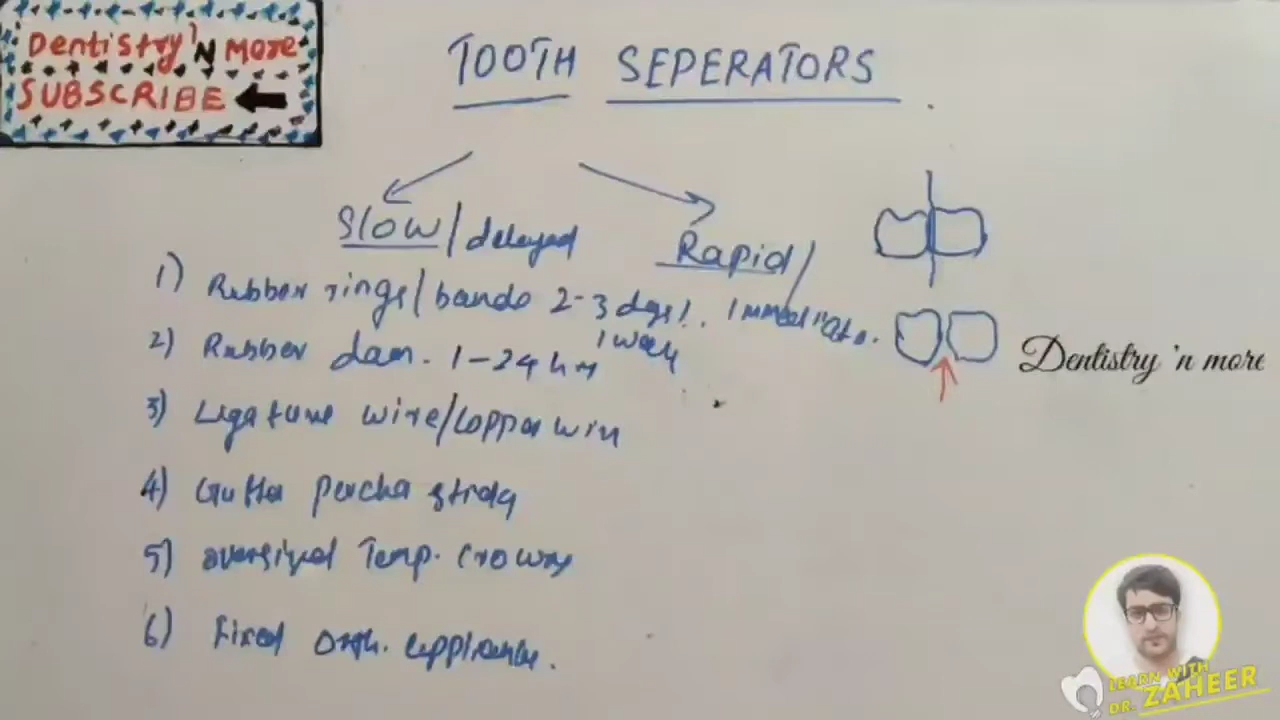 Dentistry 'N More
SUBSCRIBE
TOOTH SEPERATORS
Slow / delayed
Rapid / Immediate.
1) Rubber rings / bands 2-3 days!.
1 week
2) Rubber dam. 1-24 hrs
3) Ligature wire/Copper wire
4) Gutta percha stick
5) oversized Temp. Crowns
6) Fixed Orth. appliance.
Dentistry 'n more
LEARN WITH
DR. ZAHEER